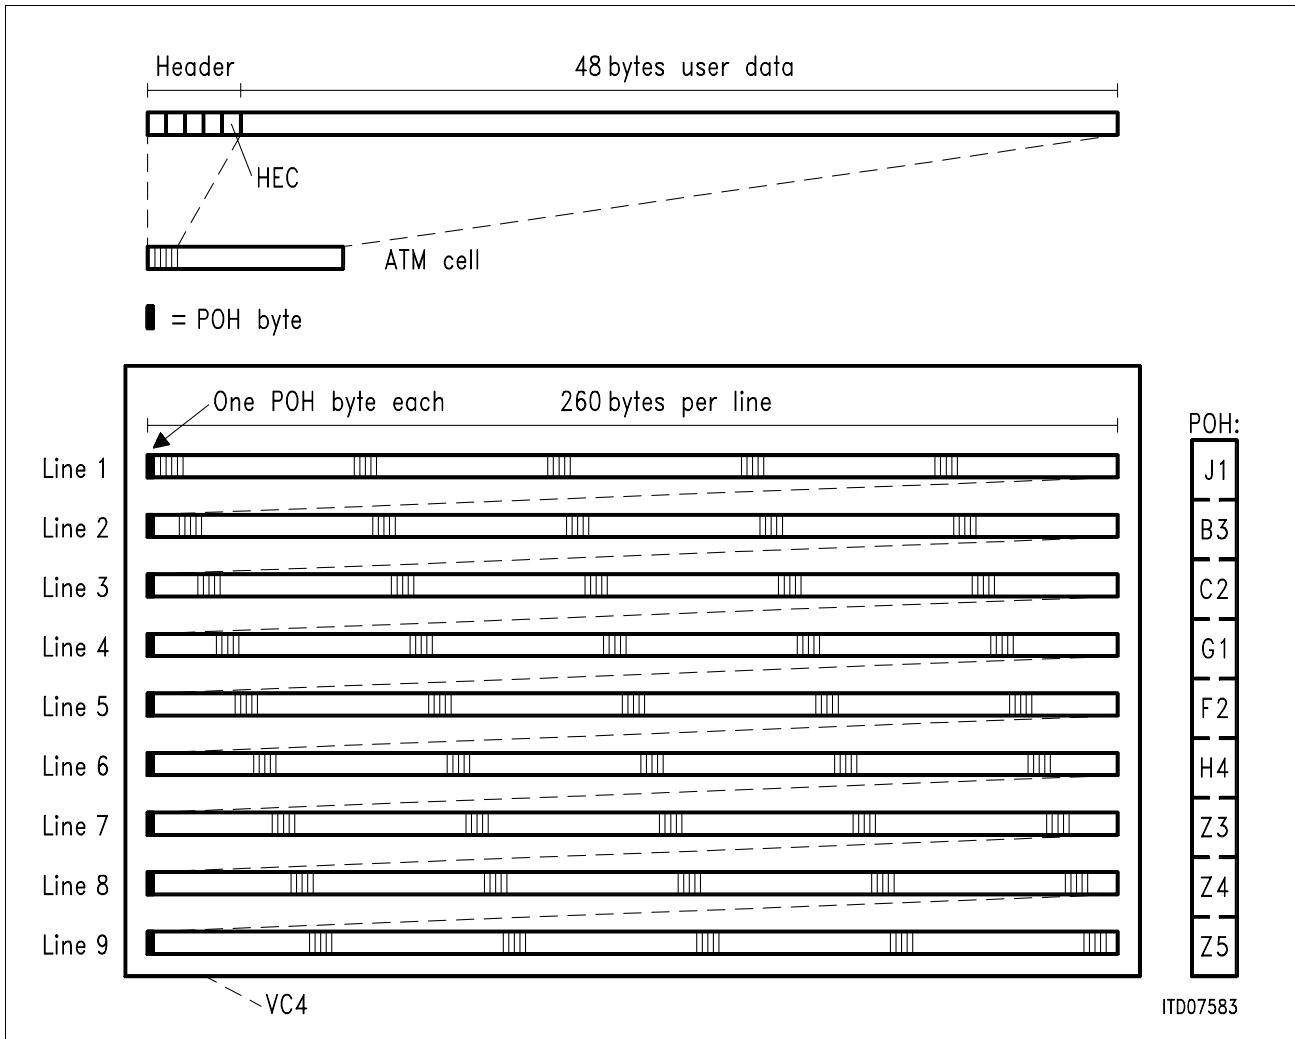 Header
48 bytes user data
HEC
ATM cell
= POH byte
One POH byte each
260 bytes per line
POH:
Line 1
J1
Line 2
B3
Line 3
C2
Line 4
G1
Line 5
F2
Line 6
H4
Line 7
Z3
Line 8
Z4
Line 9
Z5
VC4
ITD07583